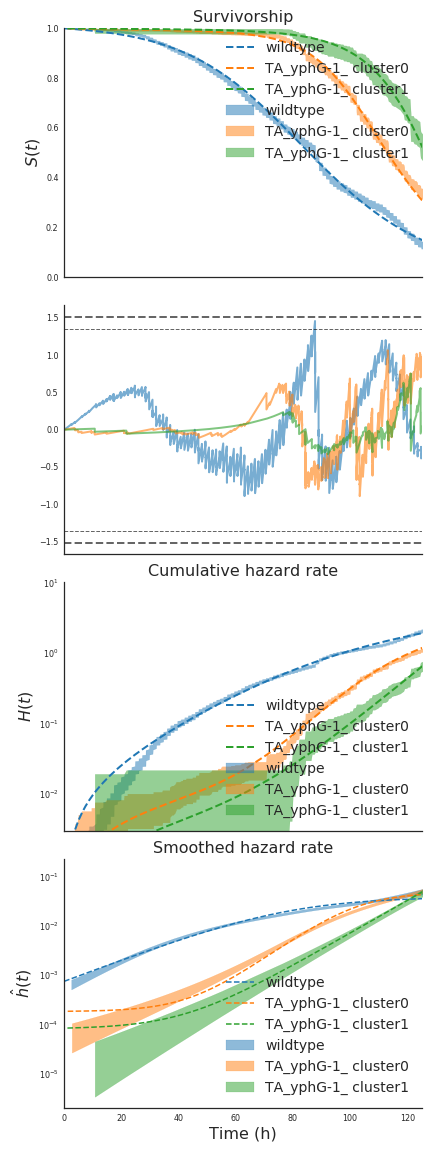 Survivorship
1.0
0.8
0.6
0.4
0.2
0.0
S(t)
wildtype
TA_yphG-1_ cluster0
TA_yphG-1_ cluster1
wildtype
TA_yphG-1_ cluster0
TA_yphG-1_ cluster1
1.5
1.0
0.5
0.0
−0.5
−1.0
−1.5
Cumulative hazard rate
10¹
10⁰
10⁻¹
10⁻²
H(t)
wildtype
TA_yphG-1_ cluster0
TA_yphG-1_ cluster1
wildtype
TA_yphG-1_ cluster0
TA_yphG-1_ cluster1
Smoothed hazard rate
10⁻¹
10⁻²
10⁻³
10⁻⁴
10⁻⁵
ĥ(t)
wildtype
TA_yphG-1_ cluster0
TA_yphG-1_ cluster1
wildtype
TA_yphG-1_ cluster0
TA_yphG-1_ cluster1
0 20 40 60 80 100 120
Time (h)